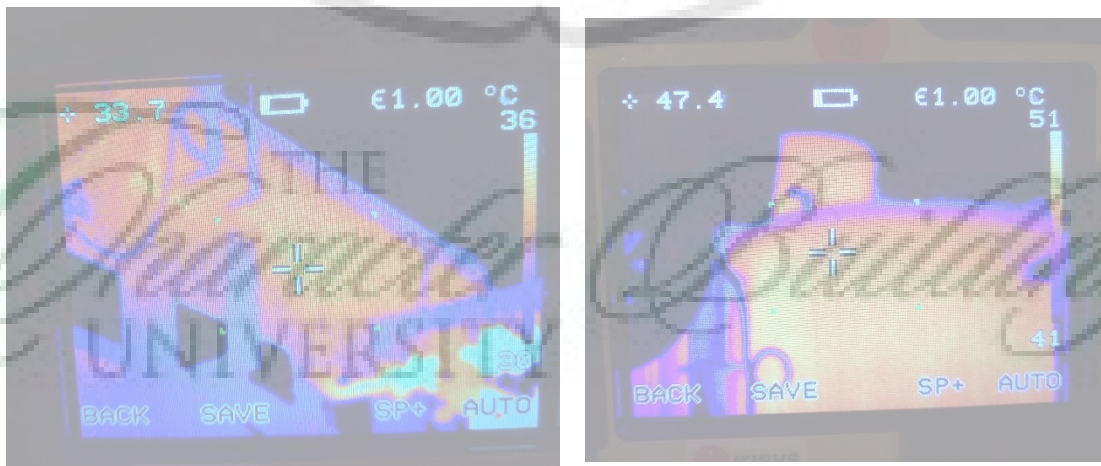 33.7 €1.00 °C
36
THE
UNIVERSITY
30
BACK SAVE SP+ AUTO
47.4 €1.00 °C
51
41
BACK SAVE SP+ AUTO